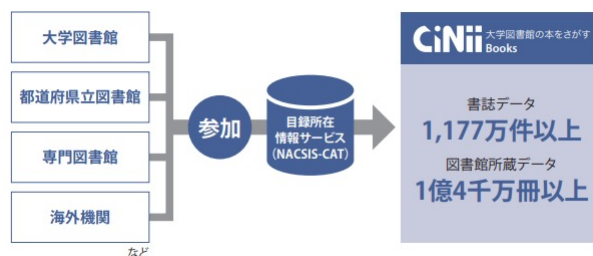 大学図書館
都道府県立図書館
専門図書館
海外機関
など
参加
目録所在
情報サービス
(NACSIS-CAT)
CiNii 大学図書館の本をさがす
Books
書誌データ
1,177万件以上
図書館所蔵データ
1億4千万冊以上